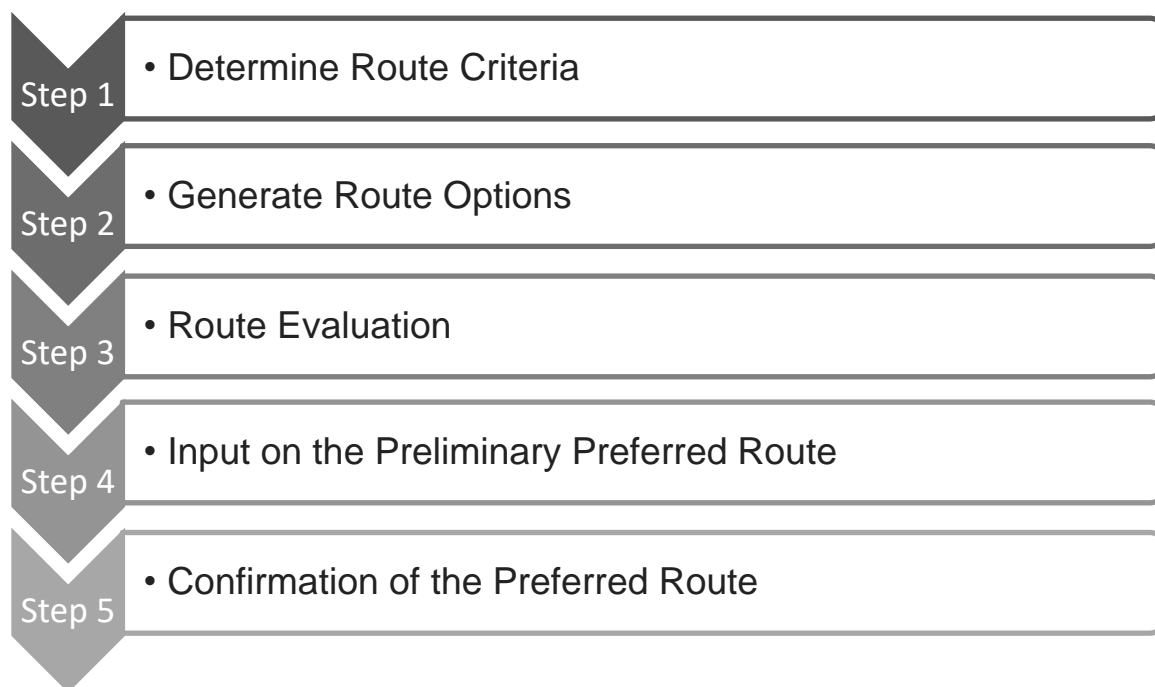 Step 1
• Determine Route Criteria
Step 2
• Generate Route Options
Step 3
• Route Evaluation
Step 4
• Input on the Preliminary Preferred Route
Step 5
• Confirmation of the Preferred Route